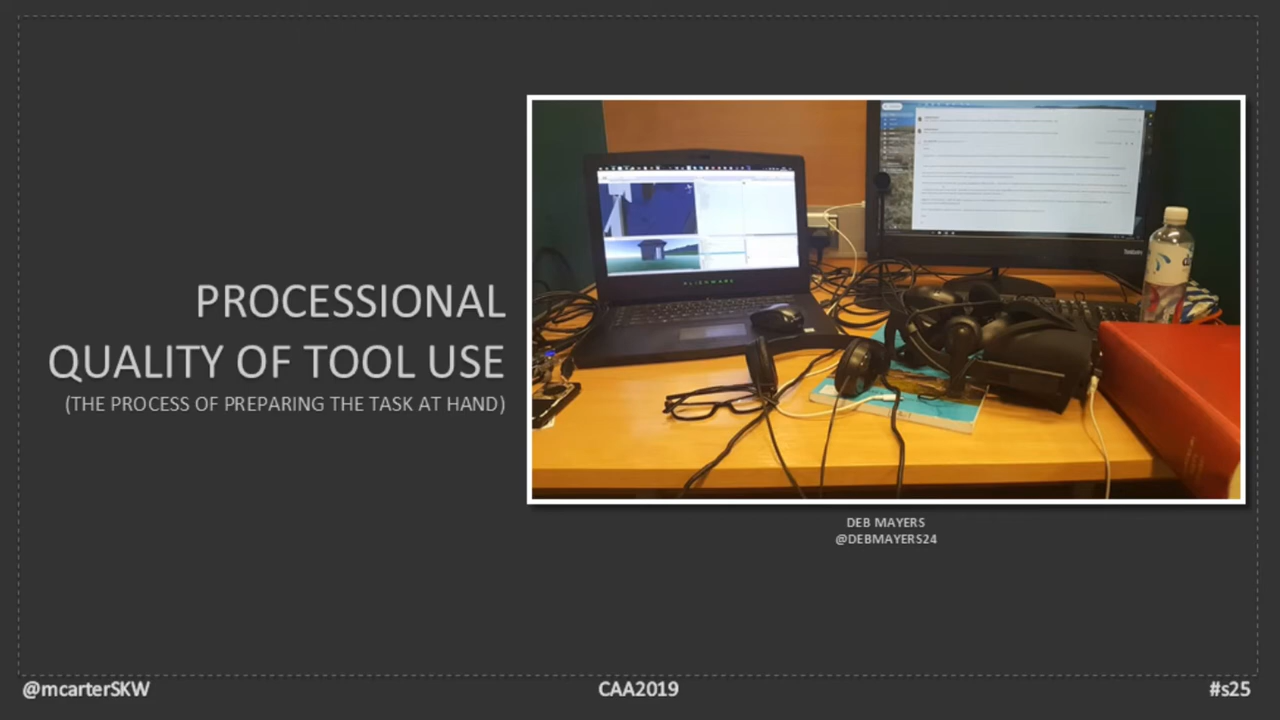 PROCESSIONAL
QUALITY OF TOOL USE
(THE PROCESS OF PREPARING THE TASK AT HAND)
ALIENWARE
DEB MAYERS
@DEBMAYERS24
@mcarterSKW
CAA2019
#s25